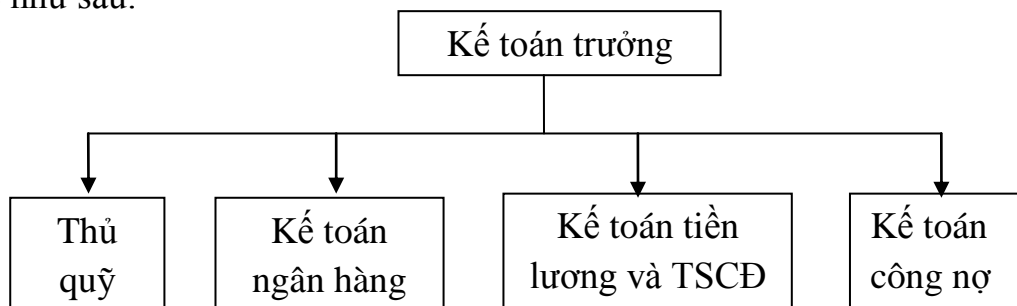 như sau:
Kế toán trưởng
Thủ
quỹ
Kế toán
ngân hàng
Kế toán tiền
lương và TSCĐ
Kế toán
công nợ